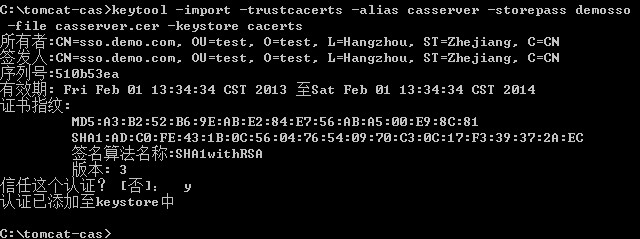 C:\tomcat-cas>keytool -import -trustcacerts -alias casserver -storepass demosso
-file casserver.cer -keystore cacerts
所有者:CN=sso.demo.com, OU=test, O=test, L=Hangzhou, ST=Zhejiang, C=CN
签发人:CN=sso.demo.com, OU=test, O=test, L=Hangzhou, ST=Zhejiang, C=CN
序列号:510b53ea
有效期: Fri Feb 01 13:34:34 CST 2013 至Sat Feb 01 13:34:34 CST 2014
证书指纹:
MD5:A3:B2:52:B6:9E:AB:E2:84:E7:56:AB:A5:00:E9:8C:81
SHA1:AD:C0:FE:43:1B:0C:56:04:76:54:09:70:C3:0C:17:F3:39:37:2A:EC
签名算法名称:SHA1withRSA
版本: 3
信任这个认证? [否]: y
认证已添加至keystore中
C:\tomcat-cas>